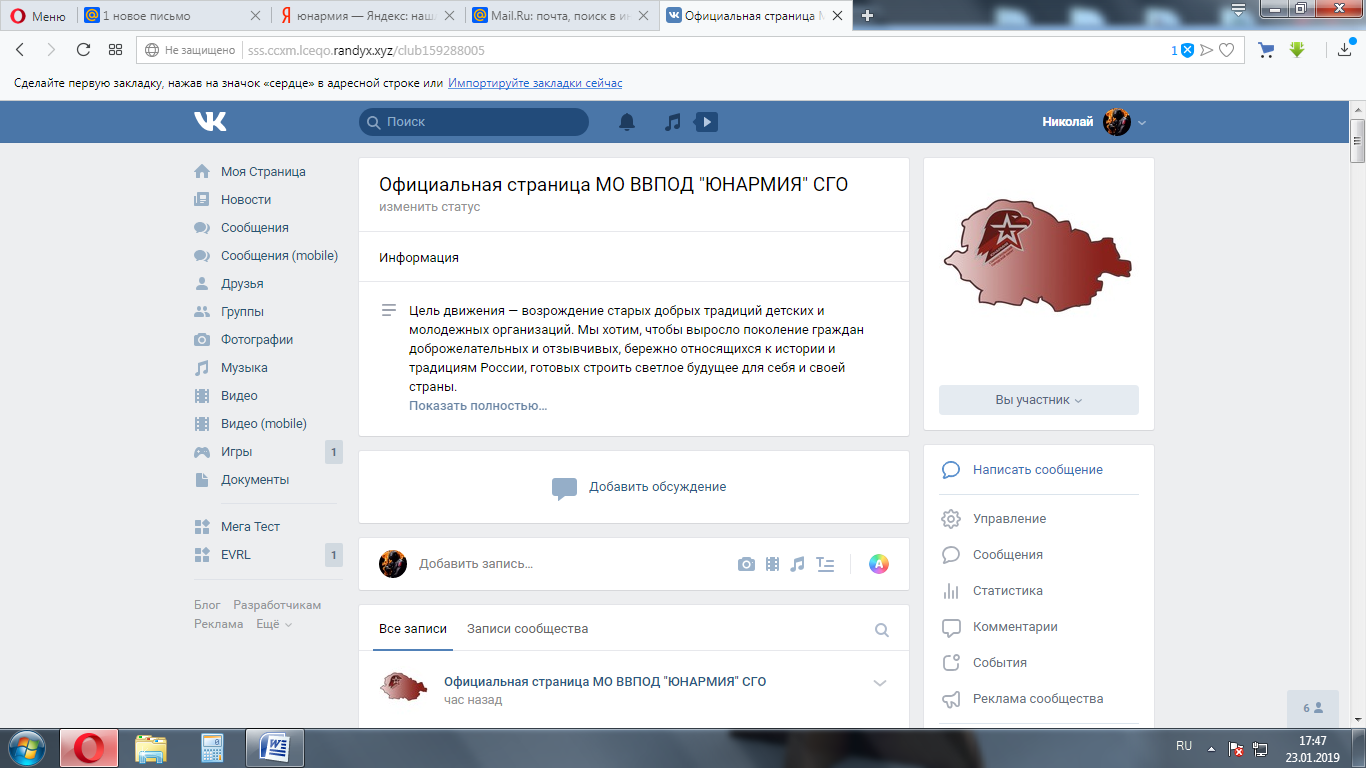 Меню
1 новое письмо
юнармия — Яндекс: наш
Mail.Ru: почта, поиск в ин
Официальная страница М
Не защищено
sss.ccxm.lceqo.randyx.xyz/club159288005
1
Сделайте первую закладку, нажав на значок «сердце» в адресной строке или Импортируйте закладки сейчас
Поиск
Николай
Моя Страница
Новости
Сообщения
Сообщения (mobile)
Друзья
Группы
Фотографии
Музыка
Видео
Видео (mobile)
Игры 1
Документы
Мега Тест
EVRL 1
Блог Разработчикам
Реклама Ещё
Официальная страница МО ВВПОД "ЮНАРМИЯ" СГО
изменить статус
Информация
Цель движения — возрождение старых добрых традиций детских и
молодежных организаций. Мы хотим, чтобы выросло поколение граждан
доброжелательных и отзывчивых, бережно относящихся к истории и
традициям России, готовых строить светлое будущее для себя и своей
страны.
Показать полностью…
Добавить обсуждение
Добавить запись…
A
Все записи Записи сообщества
Официальная страница МО ВВПОД "ЮНАРМИЯ" СГО
час назад
Вы участник
Написать сообщение
Управление
Сообщения
Статистика
Комментарии
События
Реклама сообщества
6
RU
17:47
23.01.2019